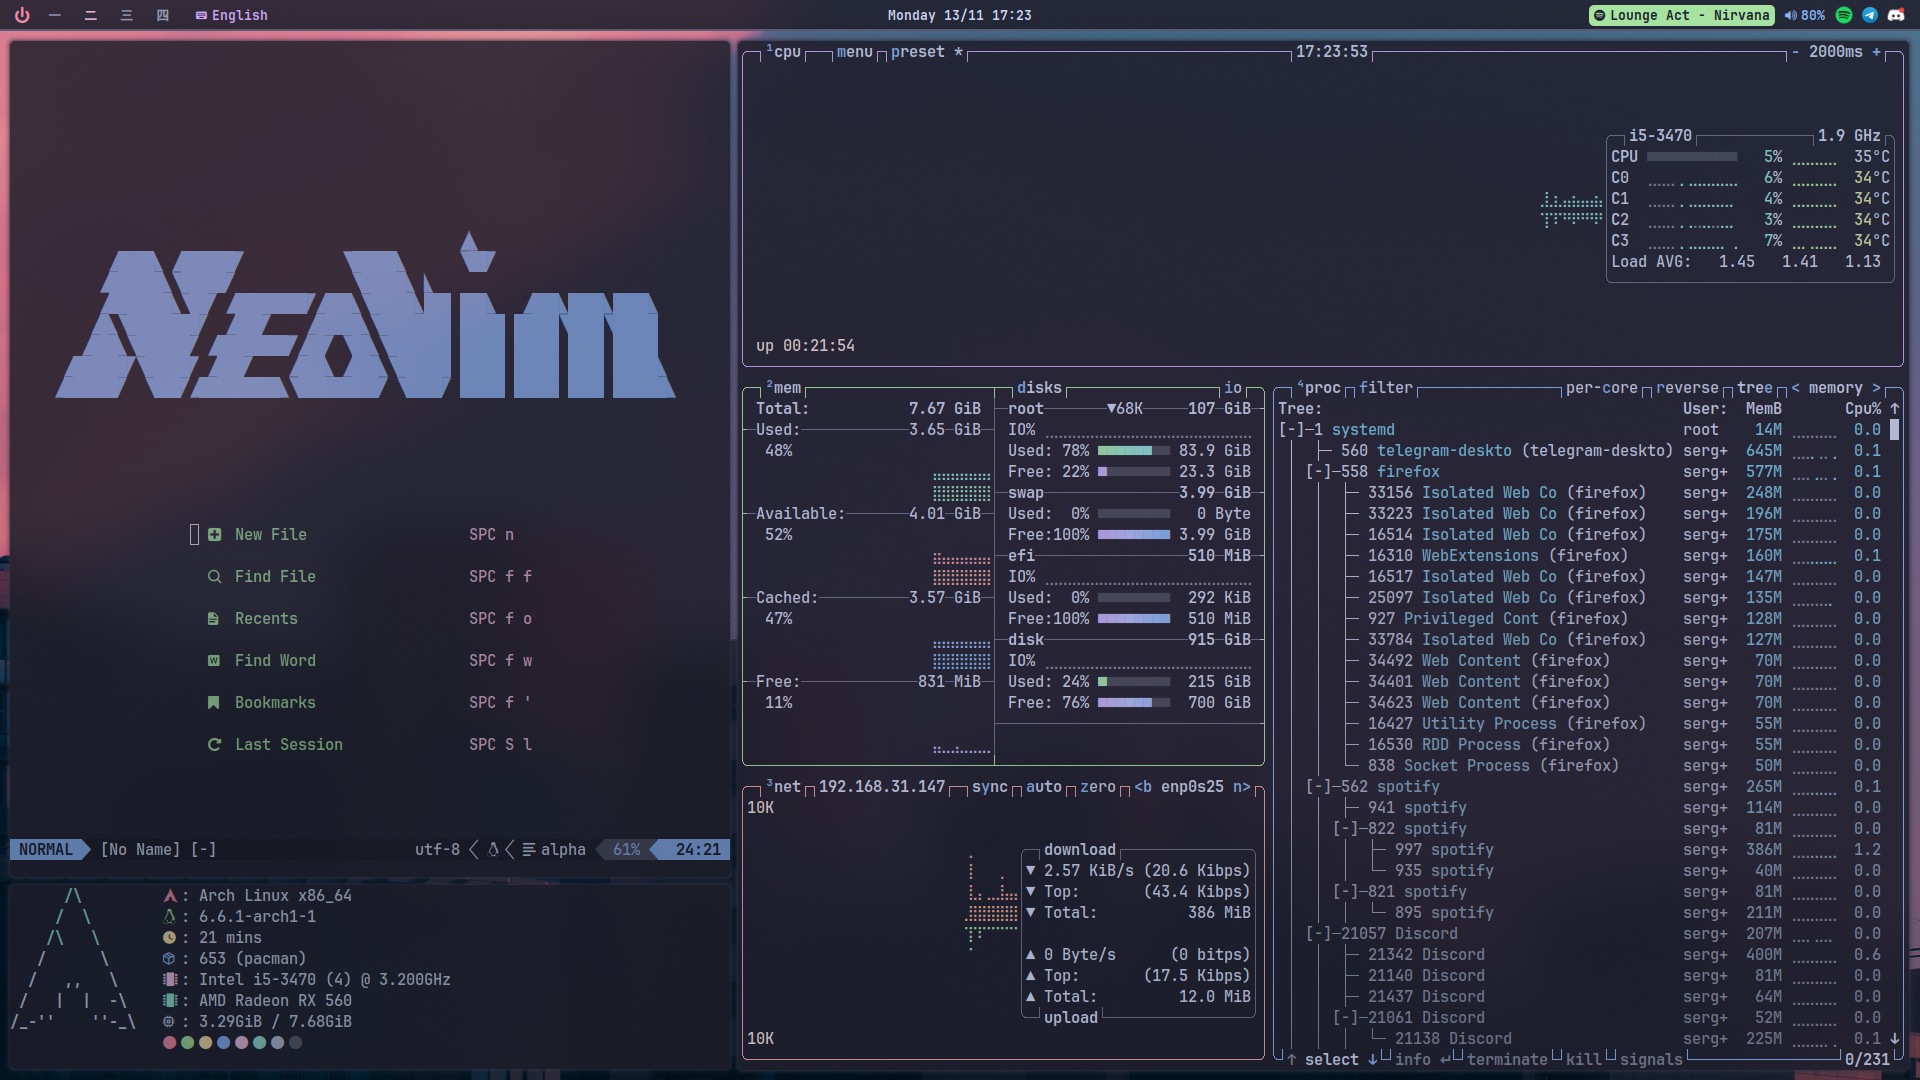 一 二 三 四 English
Monday 13/11 17:23
Lounge Act - Nirvana 80%
NEOVIM
New File SPC n
Find File SPC f f
Recents SPC f o
Find Word SPC f w
Bookmarks SPC f '
Last Session SPC S l
NORMAL [No Name] [-] utf-8 alpha 61% 24:21
: Arch Linux x86_64
: 6.6.1-arch1-1
: 21 mins
: 653 (pacman)
: Intel i5-3470 (4) @ 3.200GHz
: AMD Radeon RX 560
: 3.29GiB / 7.68GiB
¹cpu menu preset * 17:23:53 - 2000ms +
i5-3470 1.9 GHz
CPU 5% 35°C
C0 6% 34°C
C1 4% 34°C
C2 3% 34°C
C3 7% 34°C
Load AVG: 1.45 1.41 1.13
up 00:21:54
²mem
Total: 7.67 GiB
Used: 3.65 GiB
48%
Available: 4.01 GiB
52%
Cached: 3.57 GiB
47%
Free: 831 MiB
11%
disks io
root ▼68K 107 GiB
IO%
Used: 78% 83.9 GiB
Free: 22% 23.3 GiB
swap 3.99 GiB
Used: 0% 0 Byte
Free:100% 3.99 GiB
efi 510 MiB
IO%
Used: 0% 292 KiB
Free:100% 510 MiB
disk 915 GiB
IO%
Used: 24% 215 GiB
Free: 76% 700 GiB
³net 192.168.31.147 sync auto zero <b enp0s25 n>
10K
download
▼ 2.57 KiB/s (20.6 Kibps)
▼ Top: (43.4 Kibps)
▼ Total: 386 MiB
▲ 0 Byte/s (0 bitps)
▲ Top: (17.5 Kibps)
▲ Total: 12.0 MiB
upload
10K
⁴proc filter per-core reverse tree < memory >
Tree: User: MemB Cpu% ↑
[-]─1 systemd root 14M 0.0
├─ 560 telegram-deskto (telegram-deskto) serg+ 645M 0.1
[-]─558 firefox serg+ 577M 0.1
├─ 33156 Isolated Web Co (firefox) serg+ 248M 0.0
├─ 33223 Isolated Web Co (firefox) serg+ 196M 0.0
├─ 16514 Isolated Web Co (firefox) serg+ 175M 0.0
├─ 16310 WebExtensions (firefox) serg+ 160M 0.1
├─ 16517 Isolated Web Co (firefox) serg+ 147M 0.0
├─ 25097 Isolated Web Co (firefox) serg+ 135M 0.0
├─ 927 Privileged Cont (firefox) serg+ 128M 0.0
├─ 33784 Isolated Web Co (firefox) serg+ 127M 0.0
├─ 34492 Web Content (firefox) serg+ 70M 0.0
├─ 34401 Web Content (firefox) serg+ 70M 0.0
├─ 34623 Web Content (firefox) serg+ 70M 0.0
├─ 16427 Utility Process (firefox) serg+ 55M 0.0
├─ 16530 RDD Process (firefox) serg+ 55M 0.0
└─ 838 Socket Process (firefox) serg+ 50M 0.0
[-]─562 spotify serg+ 265M 0.1
├─ 941 spotify serg+ 114M 0.0
[-]─822 spotify serg+ 81M 0.0
├─ 997 spotify serg+ 386M 1.2
└─ 935 spotify serg+ 40M 0.0
[-]─821 spotify serg+ 81M 0.0
└─ 895 spotify serg+ 211M 0.0
[-]─21057 Discord serg+ 207M 0.0
├─ 21342 Discord serg+ 400M 0.6
├─ 21140 Discord serg+ 81M 0.0
├─ 21437 Discord serg+ 64M 0.0
[-]─21061 Discord serg+ 52M 0.0
└─ 21138 Discord serg+ 225M 0.1 ↓
↑ select ↓ info ↵ terminate kill signals 0/231